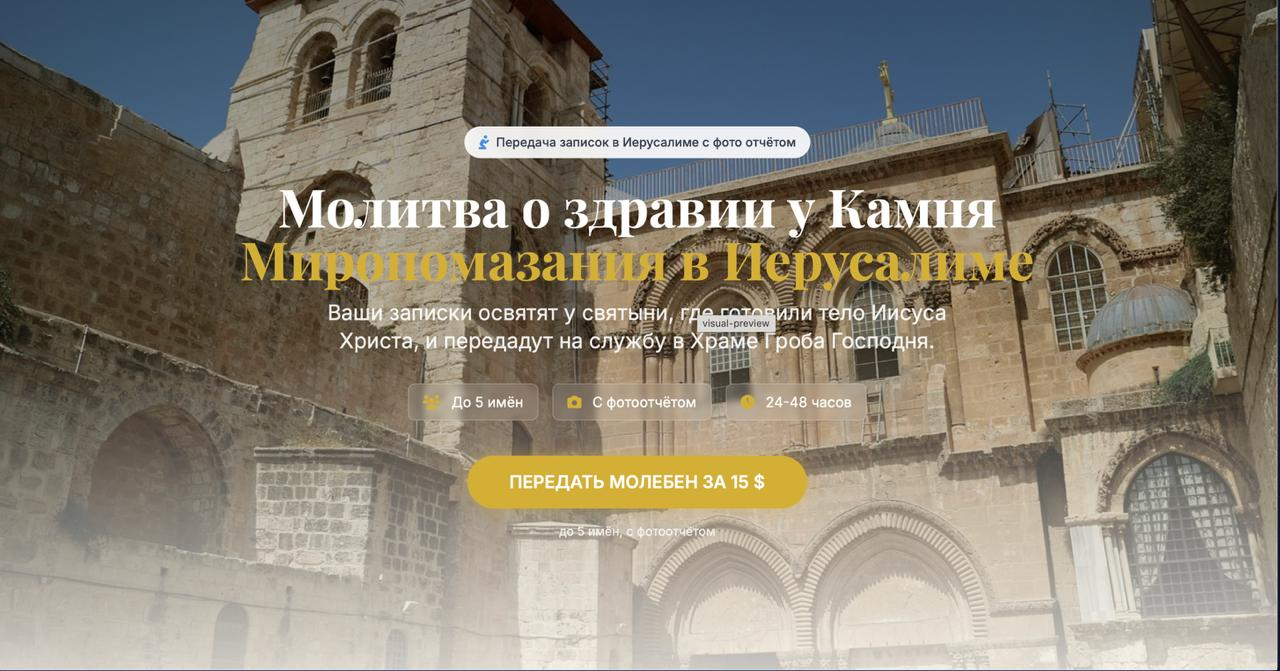 Передача записок в Иерусалиме с фото отчётом
Молитва о здравии у Камня
Миропомазания в Иерусалиме
Ваши записки освятят у святыни, где готовили тело Иисуса
Христа, и передадут на службу в Храме Гроба Господня.
visual-preview
До 5 имён
С фотоотчётом
24-48 часов
ПЕРЕДАТЬ МОЛЕБЕН ЗА 15 $
до 5 имён, с фотоотчётом